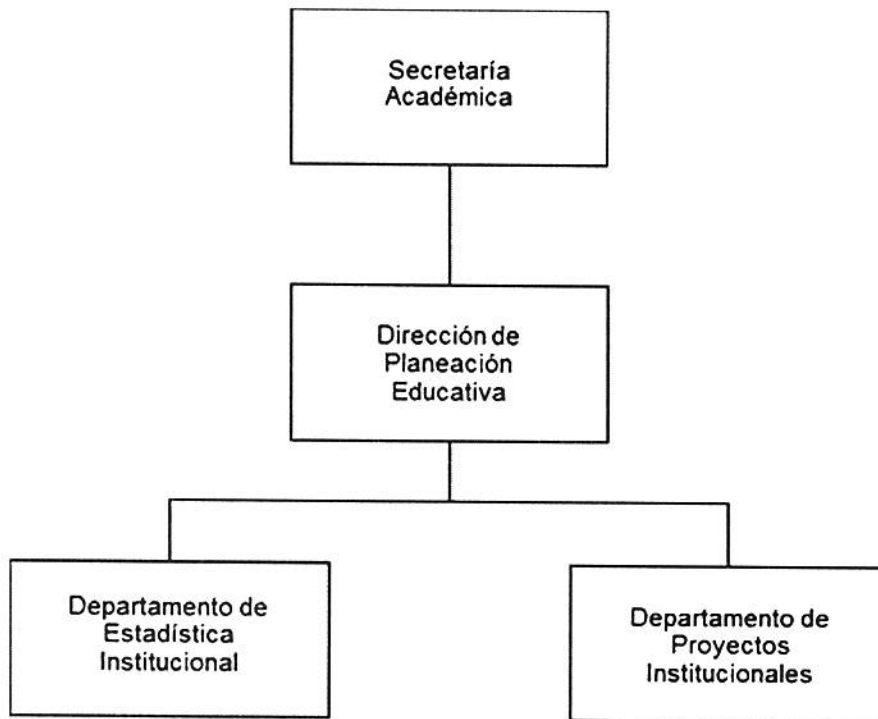 Secretaría
Académica
Dirección de
Planeación
Educativa
Departamento de
Estadística
Institucional
Departamento de
Proyectos
Institucionales